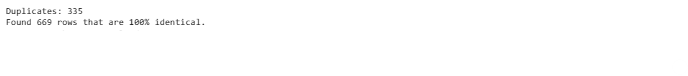 Duplicates: 335
Found 669 rows that are 100% identical.